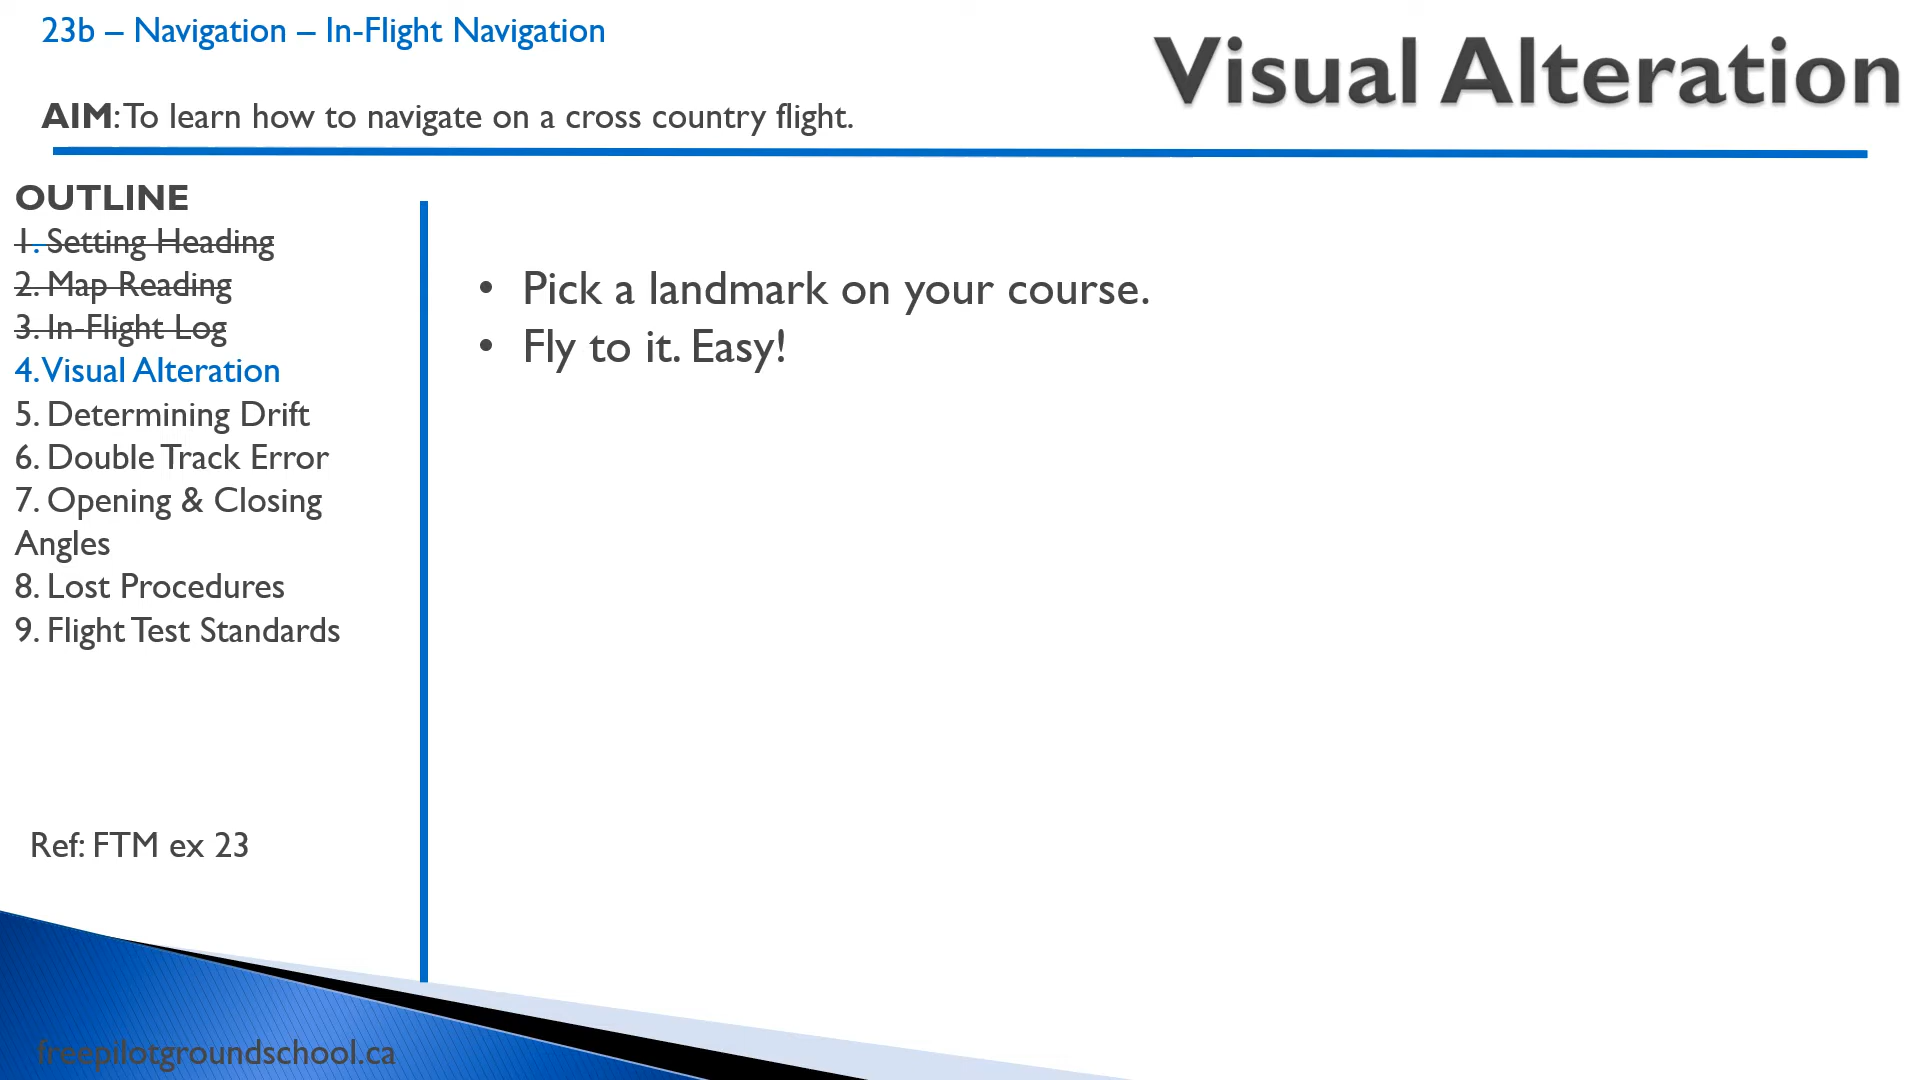 23b – Navigation – In-Flight Navigation
Visual Alteration
AIM: To learn how to navigate on a cross country flight.
OUTLINE
1. Setting Heading
2. Map Reading
3. In-Flight Log
4. Visual Alteration
5. Determining Drift
6. Double Track Error
7. Opening & Closing
Angles
8. Lost Procedures
9. Flight Test Standards
• Pick a landmark on your course.
• Fly to it. Easy!
Ref: FTM ex 23
freepilotgroundschool.ca